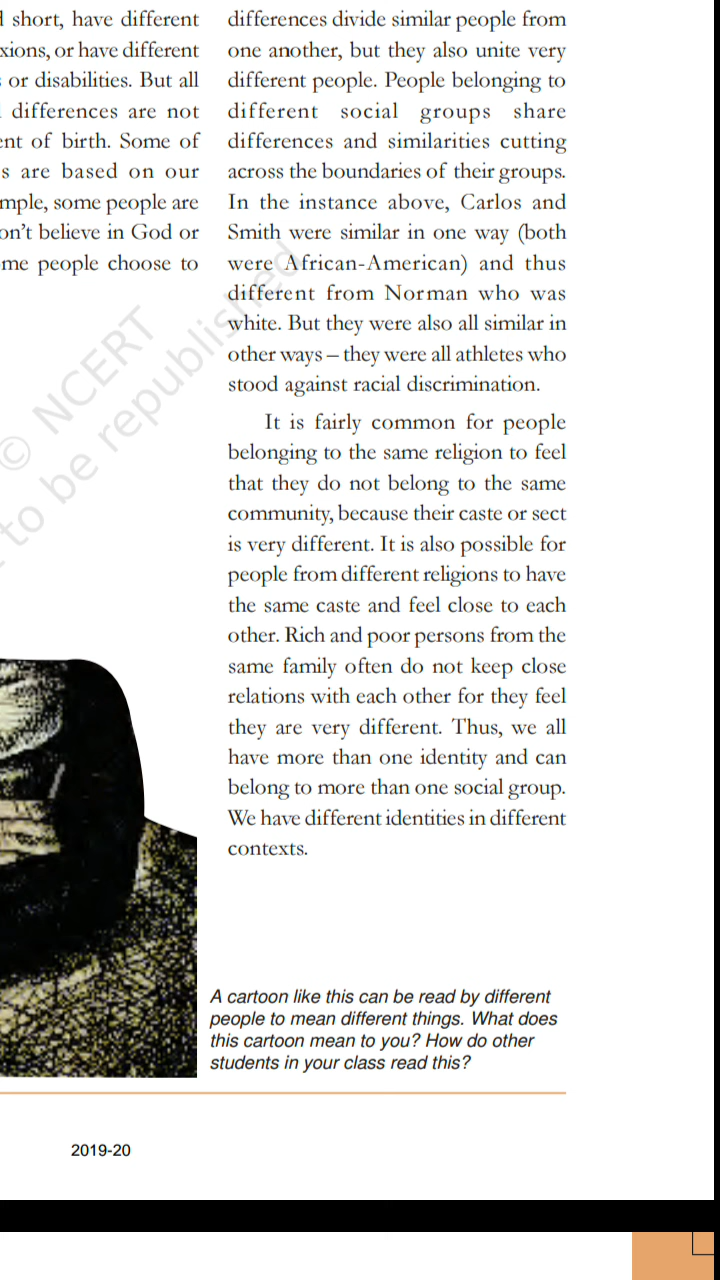 short, have different
xions, or have different
or disabilities. But all
differences are not
ent of birth. Some of
s are based on our
mple, some people are
on't believe in God or
me people choose to
differences divide similar people from
one another, but they also unite very
different people. People belonging to
different social groups share
differences and similarities cutting
across the boundaries of their groups.
In the instance above, Carlos and
Smith were similar in one way (both
were African-American) and thus
different from Norman who was
white. But they were also all similar in
other ways – they were all athletes who
stood against racial discrimination.
It is fairly common for people
belonging to the same religion to feel
that they do not belong to the same
community, because their caste or sect
is very different. It is also possible for
people from different religions to have
the same caste and feel close to each
other. Rich and poor persons from the
same family often do not keep close
relations with each other for they feel
they are very different. Thus, we all
have more than one identity and can
belong to more than one social group.
We have different identities in different
contexts.
© NCERT
to be republished
A cartoon like this can be read by different
people to mean different things. What does
this cartoon mean to you? How do other
students in your class read this?
2019-20